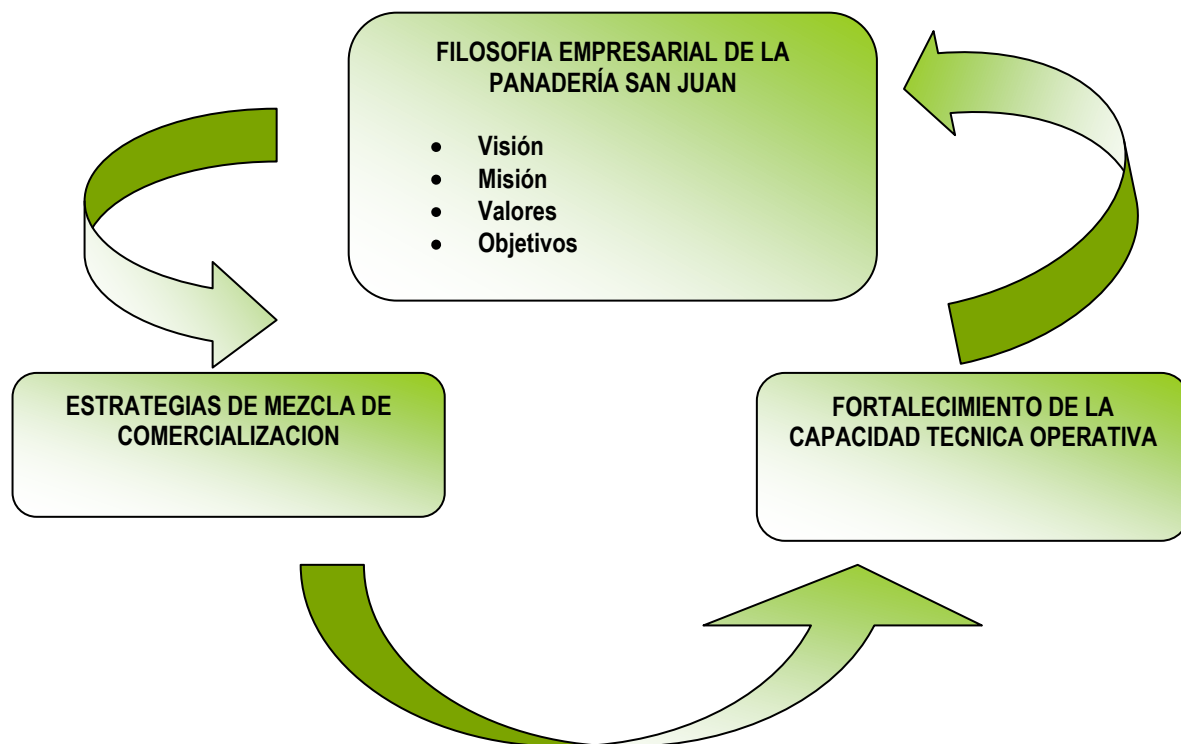 FILOSOFIA EMPRESARIAL DE LA
PANADERÍA SAN JUAN
• Visión
• Misión
• Valores
• Objetivos
ESTRATEGIAS DE MEZCLA DE
COMERCIALIZACION
FORTALECIMIENTO DE LA
CAPACIDAD TECNICA OPERATIVA